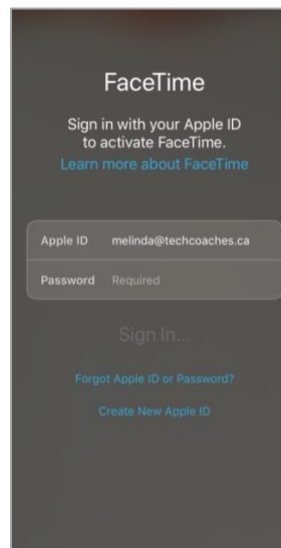 FaceTime
Sign in with your Apple ID
to activate FaceTime.
Learn more about FaceTime
Apple ID melinda@techcoaches.ca
Password Required
Sign In...
Forgot Apple ID or Password?
Create New Apple ID